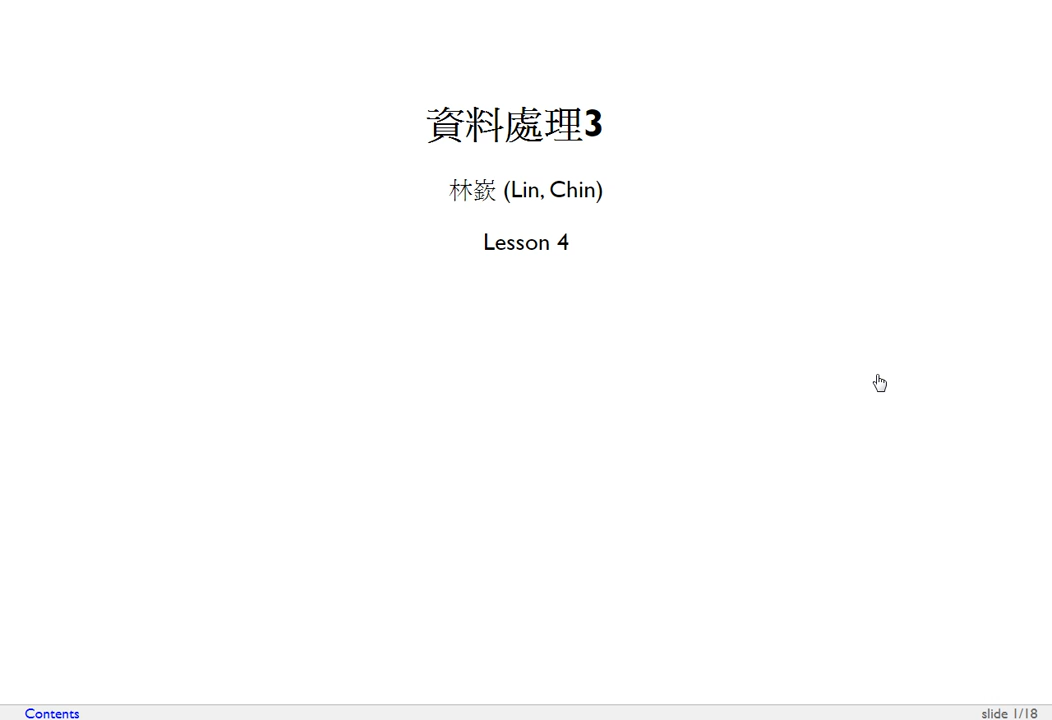 資料處理3
林嶔 (Lin, Chin)
Lesson 4
Contents
slide 1/18